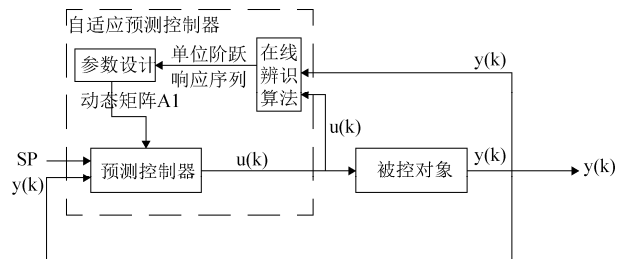 自适应预测控制器
参数设计
单位阶跃
响应序列
在线
辨识
算法
y(k)
动态矩阵A1
u(k)
SP
y(k)
预测控制器
u(k)
被控对象
y(k)
y(k)